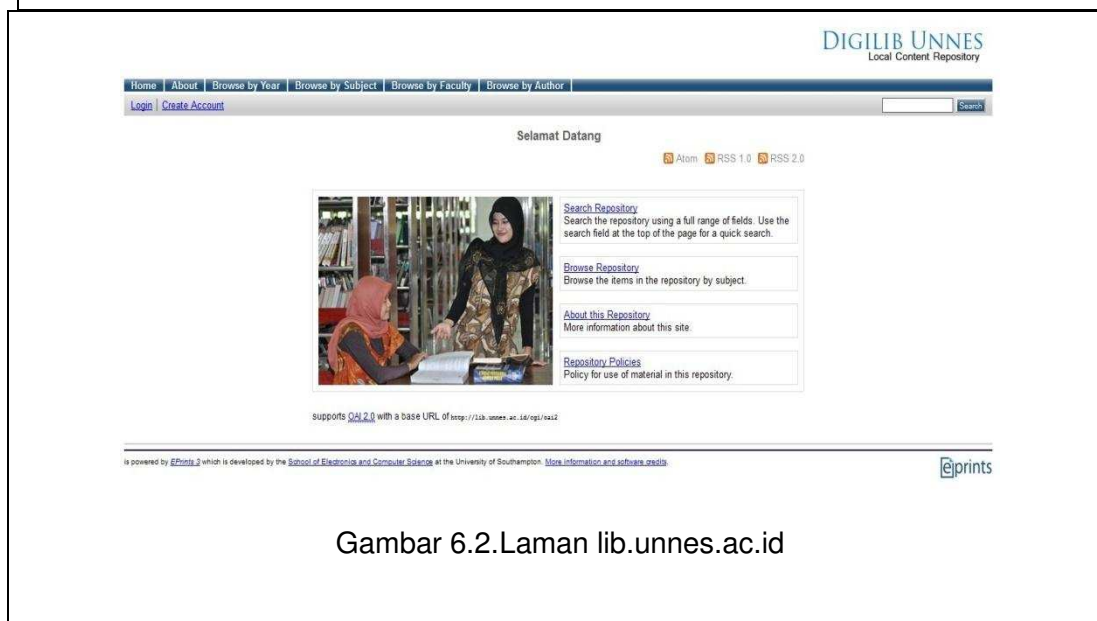 DIGILIB UNNES
Local Content Repository
Home | About | Browse by Year | Browse by Subject | Browse by Faculty | Browse by Author |
Login | Create Account
Search
Selamat Datang
Atom RSS 1.0 RSS 2.0
Search Repository
Search the repository using a full range of fields. Use the
search field at the top of the page for a quick search.
Browse Repository
Browse the items in the repository by subject.
About this Repository
More information about this site.
Repository Policies
Policy for use of material in this repository.
supports OAI 2.0 with a base URL of http://lib.unnes.ac.id/cgi/oai2
is powered by EPrints 3 which is developed by the School of Electronics and Computer Science at the University of Southampton. More information and software credits.
eprints
Gambar 6.2.Laman lib.unnes.ac.id